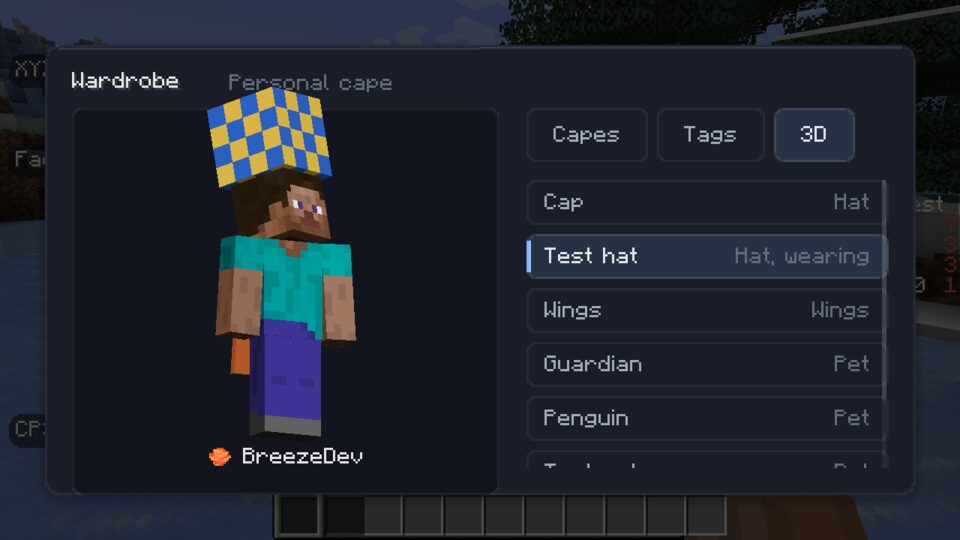 Wardrobe
Personal cape
Capes
Tags
3D
Cap
Hat
Test hat
Hat, wearing
Wings
Wings
Guardian
Pet
Penguin
Pet
BreezeDev